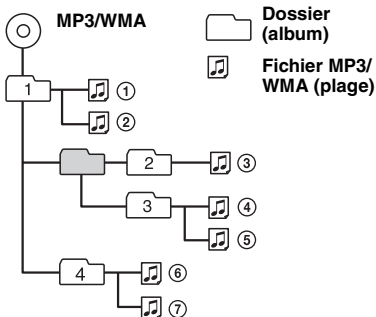 MP3/WMA
Dossier
(album)
Fichier MP3/
WMA (plage)
1
①
②
2
③
3
④
⑤
4
⑥
⑦